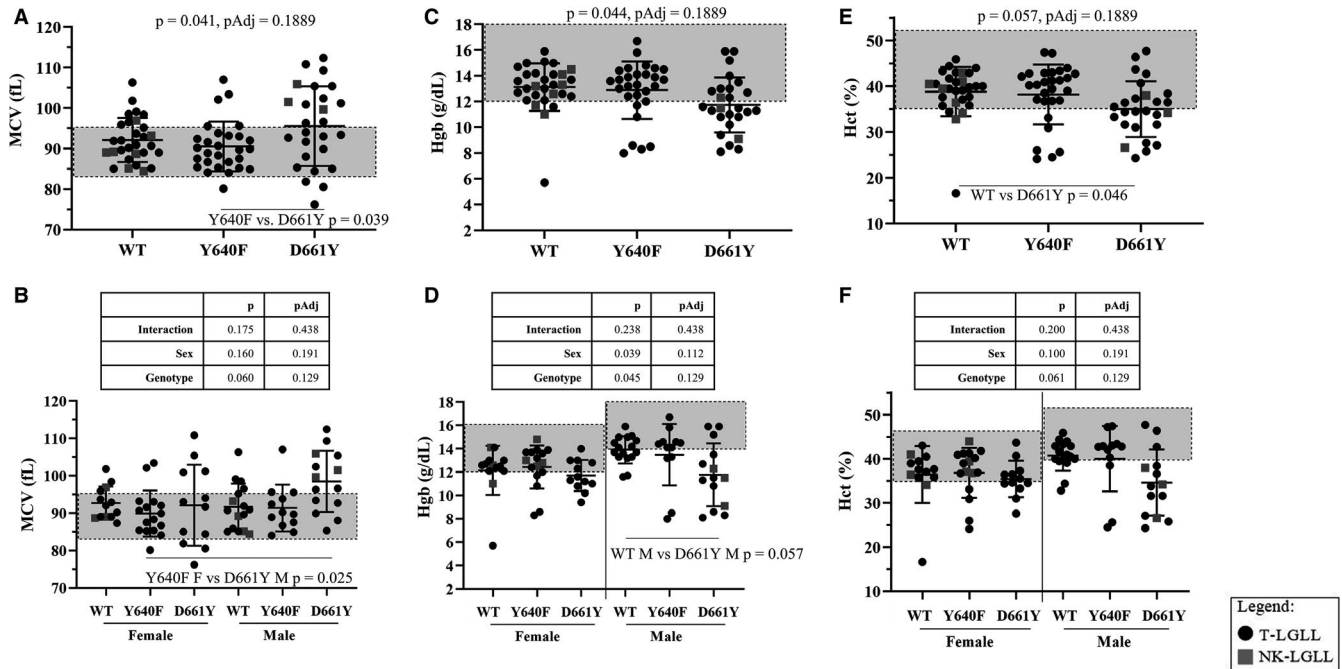 A
p = 0.041, pAdj = 0.1889
MCV (fL)
120
110
100
90
80
70
Y640F vs. D661Y p = 0.039
WT
Y640F
D661Y
C
p = 0.044, pAdj = 0.1889
Hgb (g/dL)
18
16
14
12
10
8
6
4
2
WT
Y640F
D661Y
E
p = 0.057, pAdj = 0.1889
Hct (%)
50
40
30
20
10
WT vs D661Y p = 0.046
WT
Y640F
D661Y
B
p
pAdj
Interaction 0.175 0.438
Sex 0.160 0.191
Genotype 0.060 0.129
MCV (fL)
120
110
100
90
80
70
Y640F F vs D661Y M p = 0.025
WT Y640F D661Y WT Y640F D661Y
Female Male
D
p
pAdj
Interaction 0.238 0.438
Sex 0.039 0.112
Genotype 0.045 0.129
Hgb (g/dL)
18
16
14
12
10
8
6
4
2
WT M vs D661Y M p = 0.057
WT Y640F D661Y WT Y640F D661Y
Female Male
F
p
pAdj
Interaction 0.200 0.438
Sex 0.100 0.191
Genotype 0.061 0.129
Hct (%)
50
40
30
20
10
WT Y640F D661Y WT Y640F D661Y
Female Male
Legend:
T-LGLL
NK-LGLL